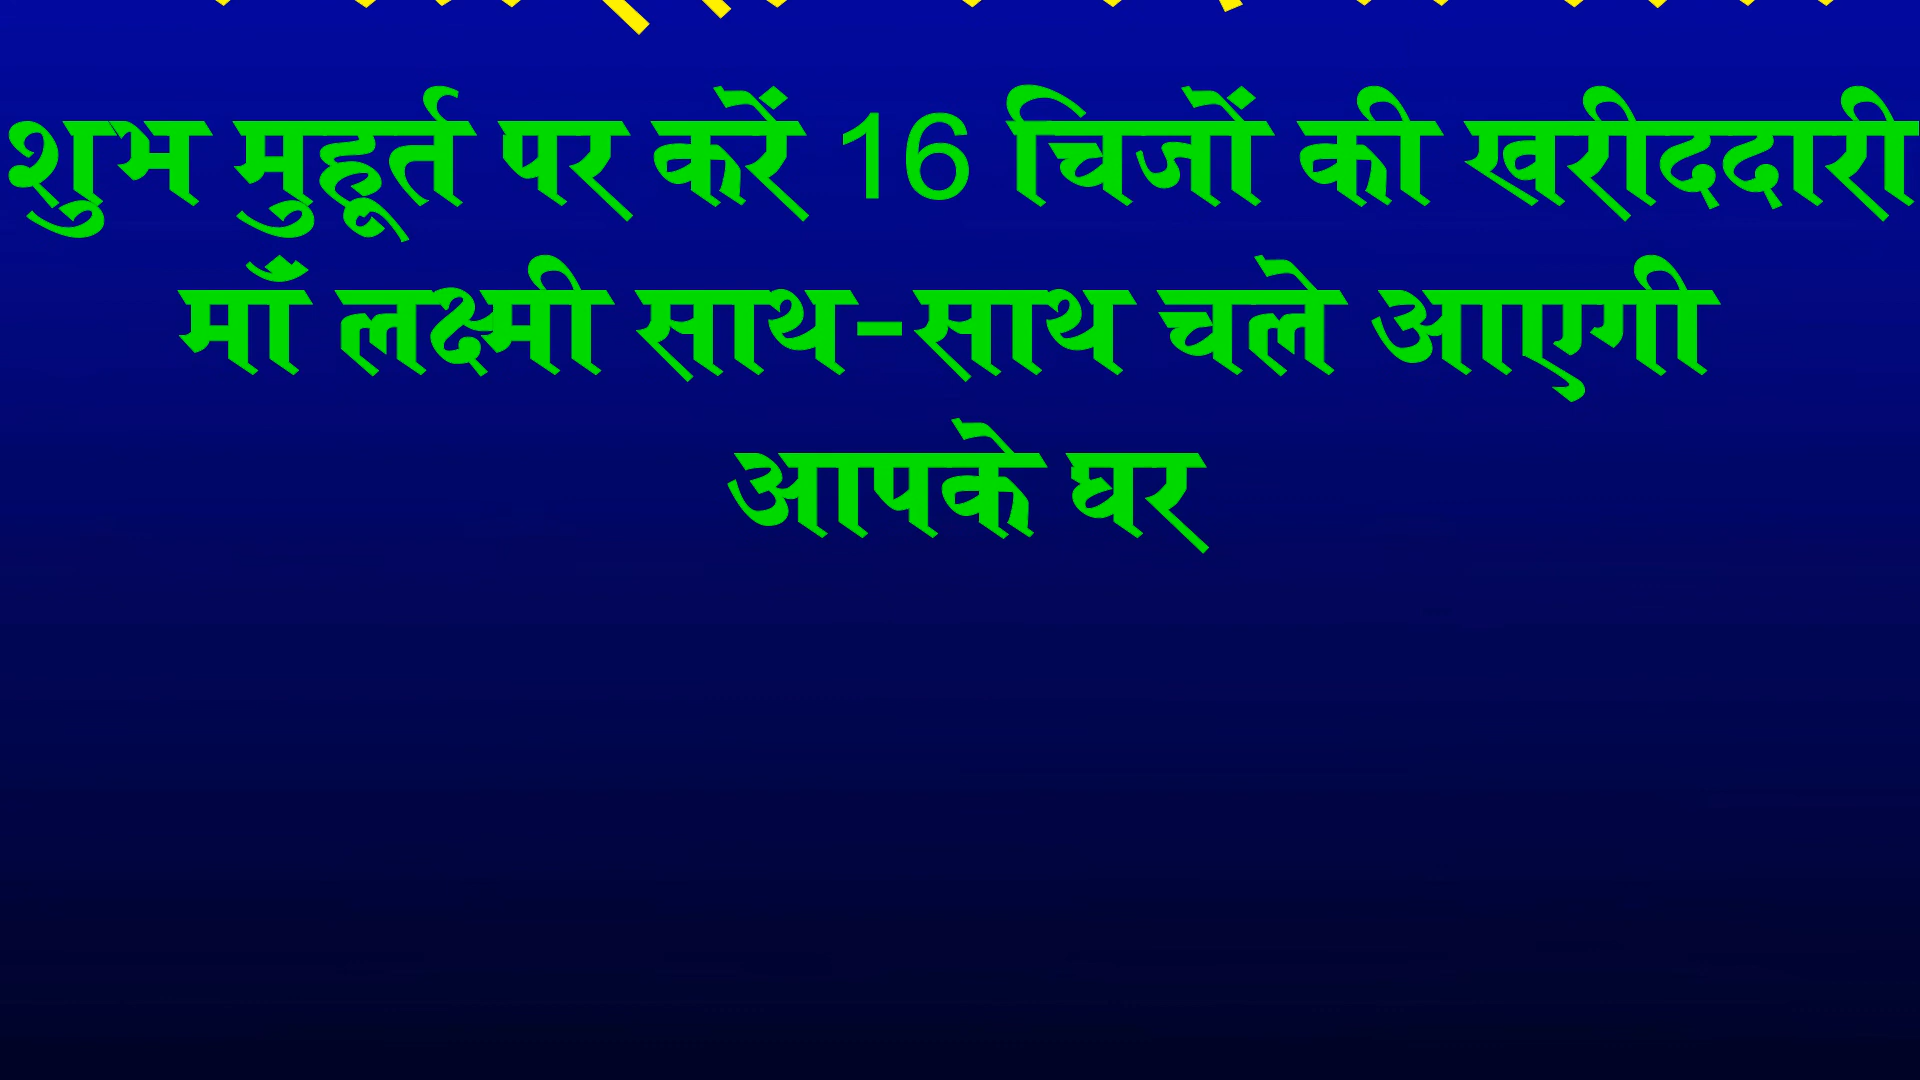 शुभ मुहूर्त पर करें 16 चिजों की खरीददारी
माँ लक्ष्मी साथ-साथ चले आएगी
आपके घर